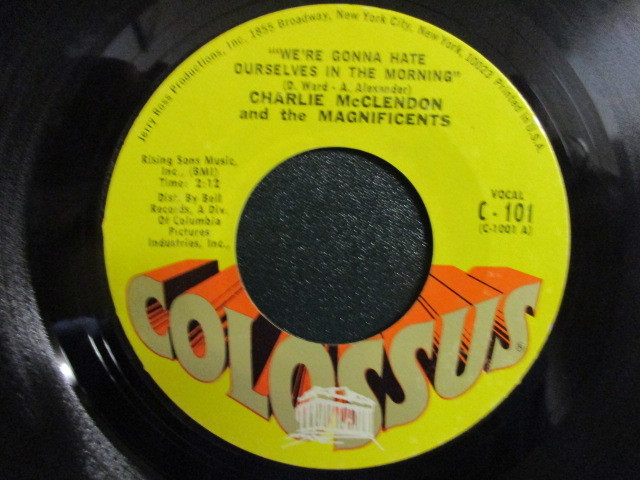 Jerry Ross Productions, Inc. 1855 Broadway, New York City, New York, 10023 Printed in U.S.A.
"'WE'RE GONNA HATE
OURSELVES IN THE MORNING"
(D. Ward - A. Alexander)
CHARLIE McCLENDON
and the MAGNIFICENTS
Rising Sons Music,
Inc., (BMI)
Time: 2:12
Dist. By Bell
Records, A Div.
Of Columbia
Pictures
Industries, Inc.,
VOCAL
C - 101
(C-1001 A)
COLOSSUS
®